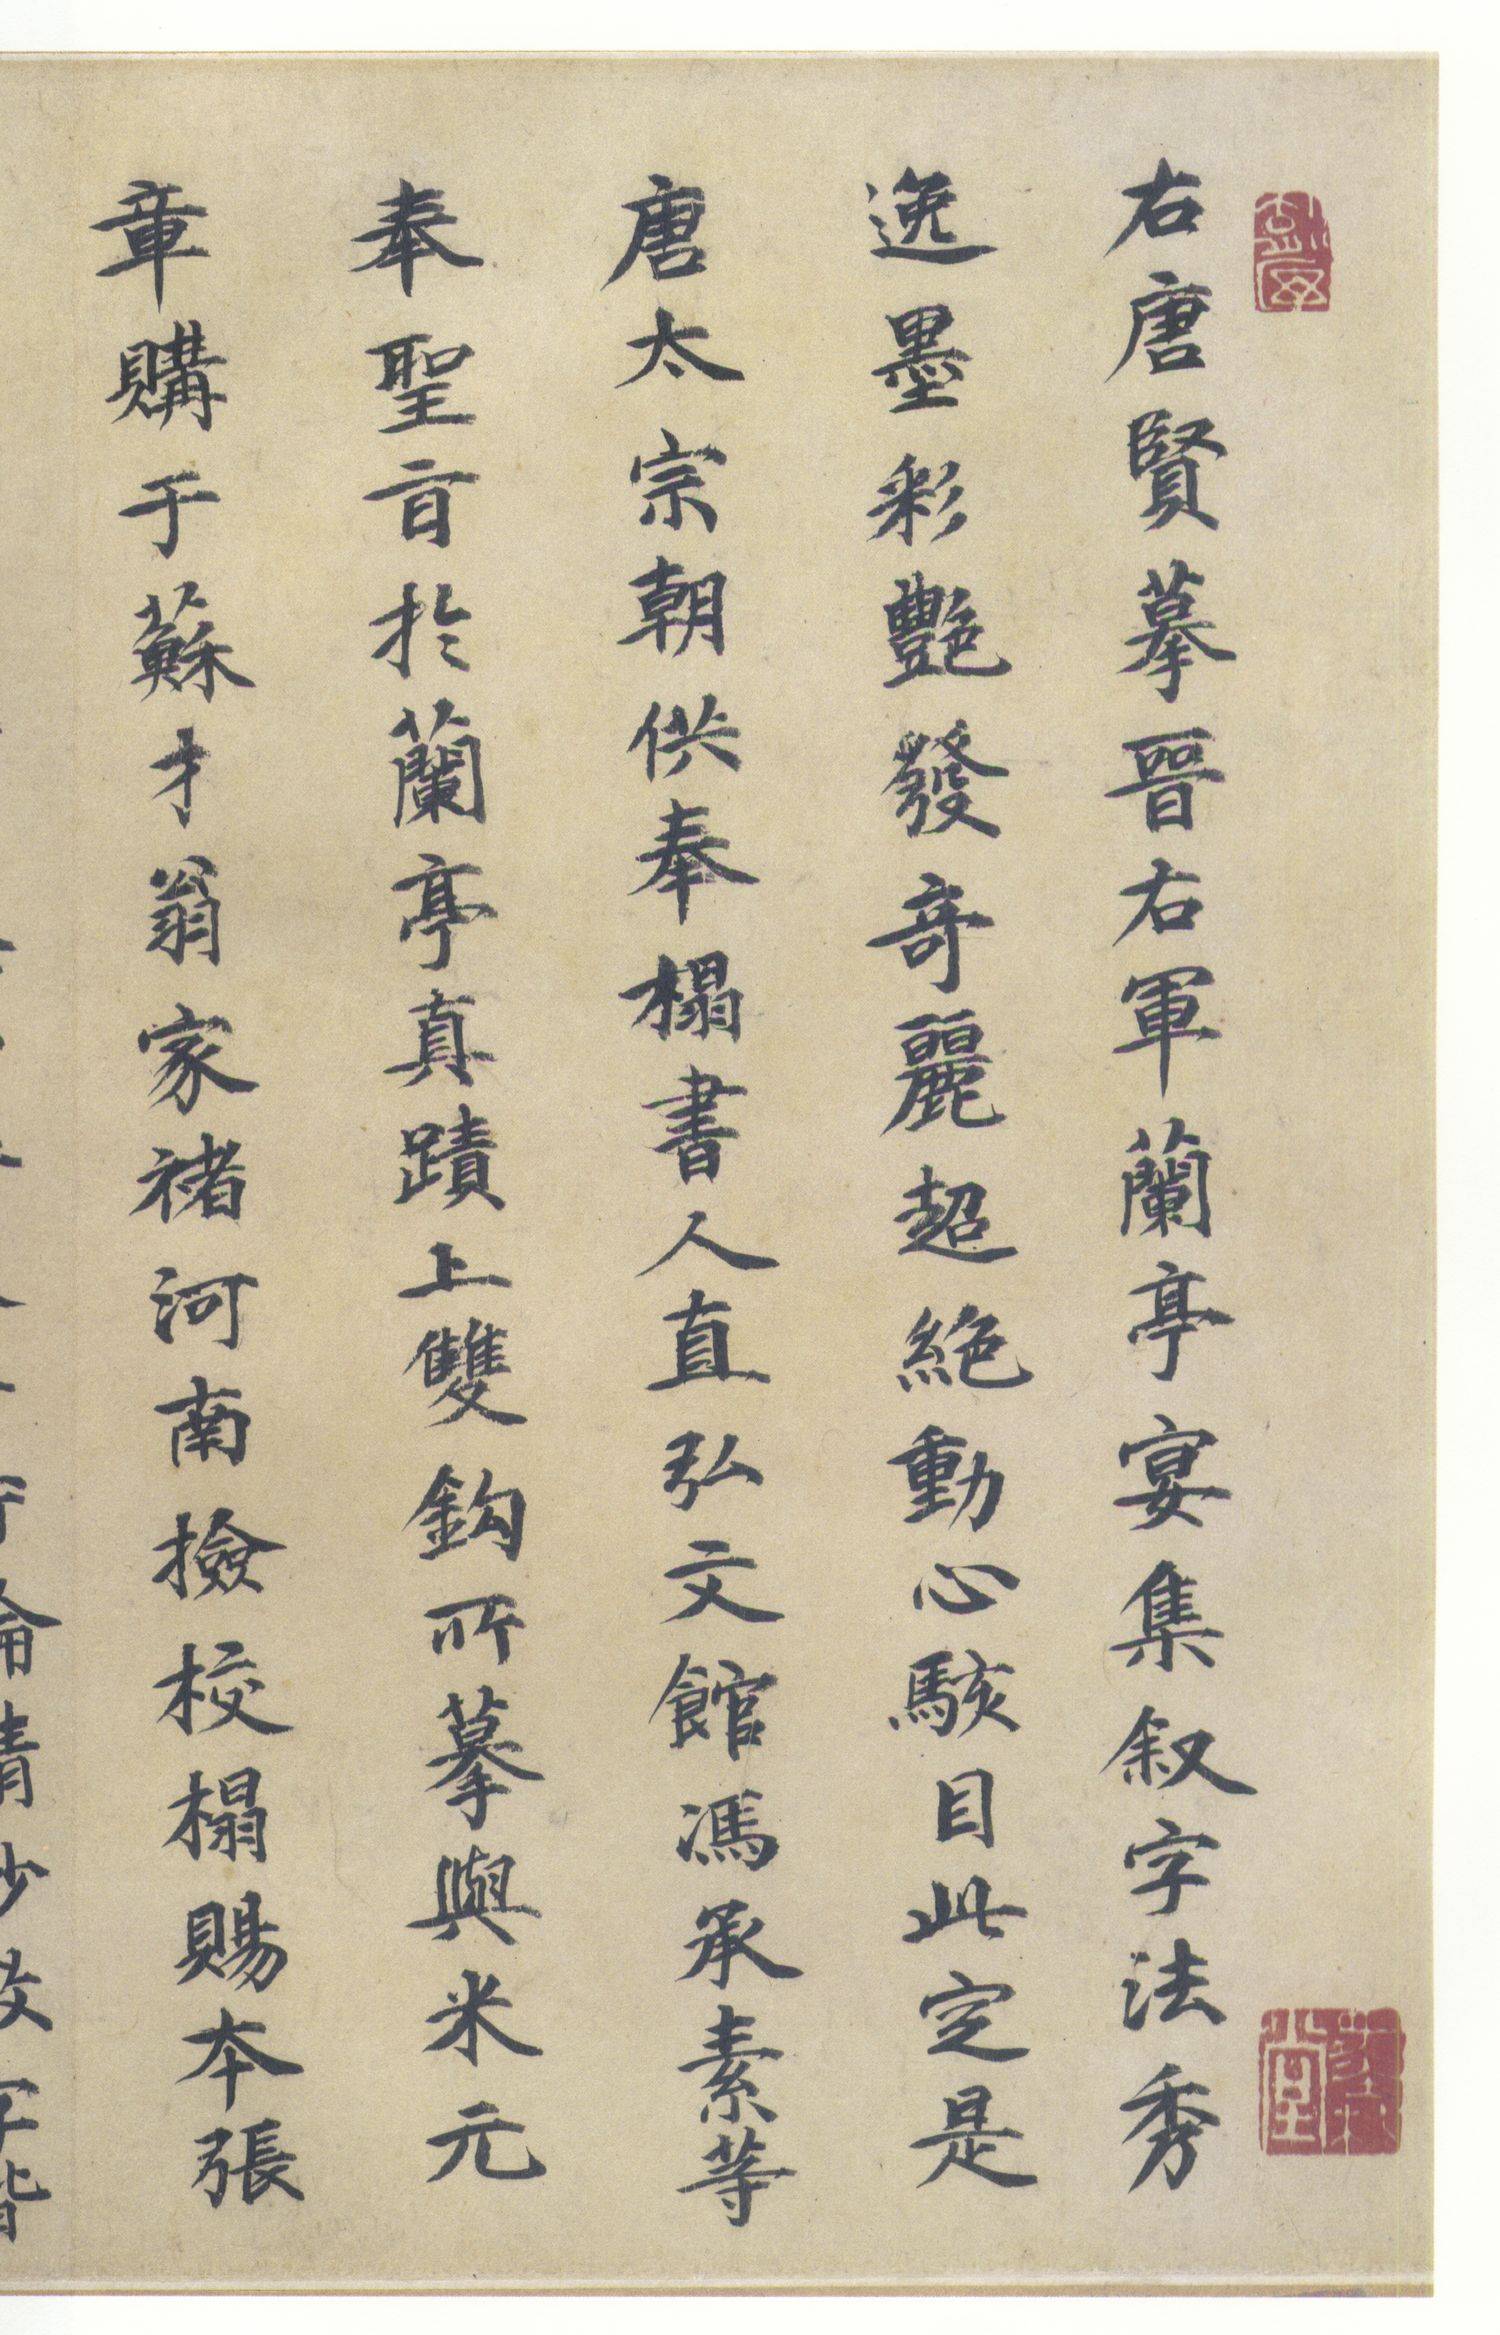 右唐賢摹晉右軍蘭亭宴集叙字法秀
逸墨彩艷發奇麗超絶動心駭目此定是
唐太宗朝供奉榻書人直弘文館馮承素等
奉聖旨於蘭亭真蹟上雙鈎所摹與米元
章購于蘇才翁家褚河南撿校榻賜本張